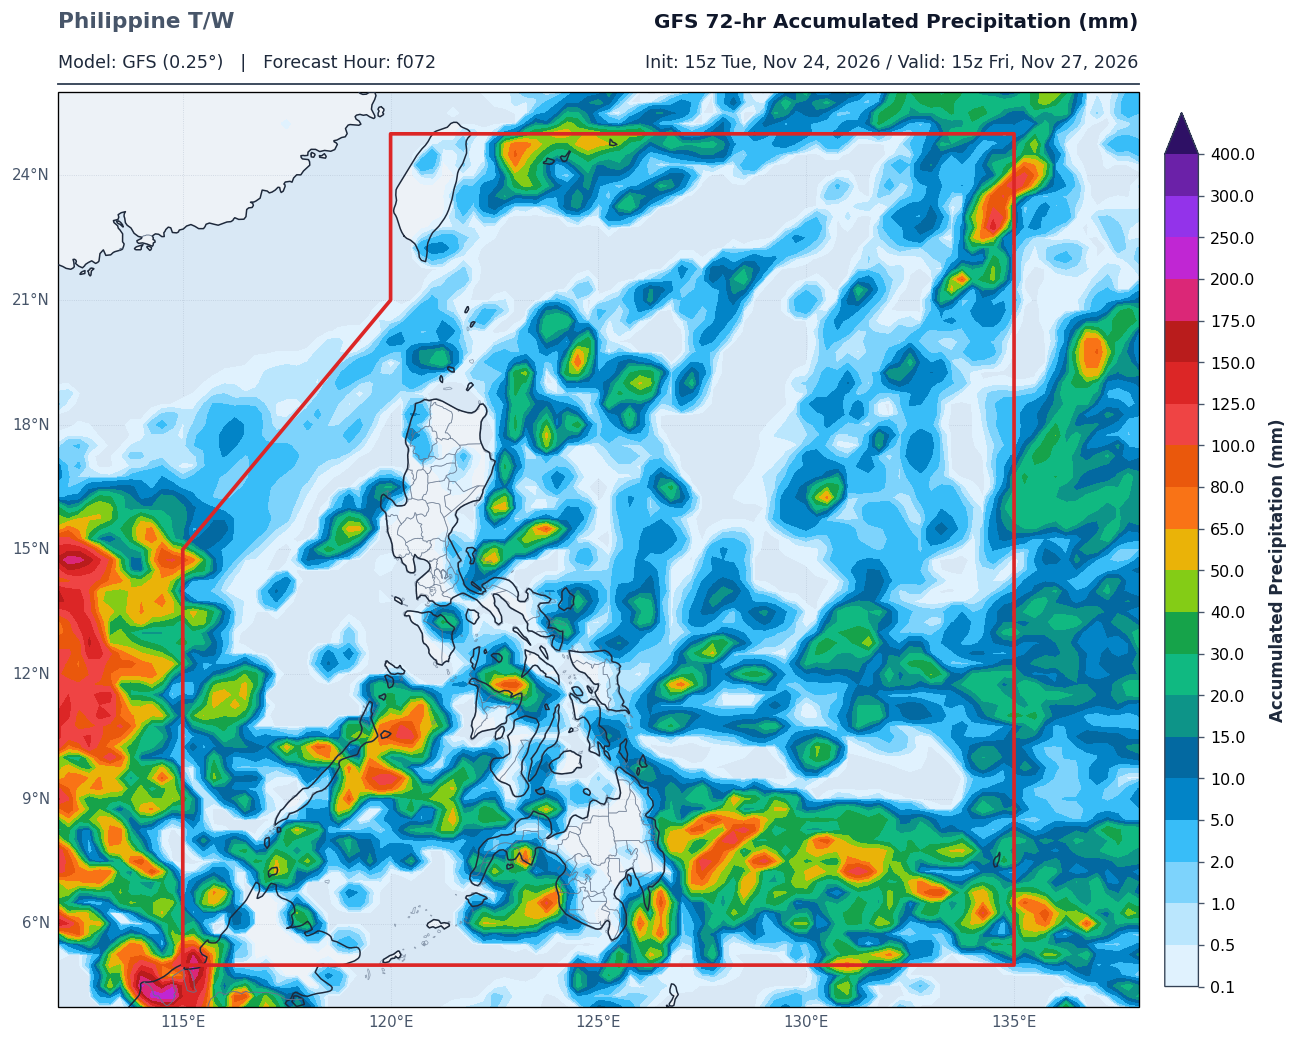 Philippine T/W
GFS 72-hr Accumulated Precipitation (mm)
Model: GFS (0.25°)   |   Forecast Hour: f072
Init: 15z Tue, Nov 24, 2026 / Valid: 15z Fri, Nov 27, 2026
24°N
21°N
18°N
15°N
12°N
9°N
6°N
115°E
120°E
125°E
130°E
135°E
400.0
300.0
250.0
200.0
175.0
150.0
125.0
100.0
80.0
65.0
50.0
40.0
30.0
20.0
15.0
10.0
5.0
2.0
1.0
0.5
0.1
Accumulated Precipitation (mm)